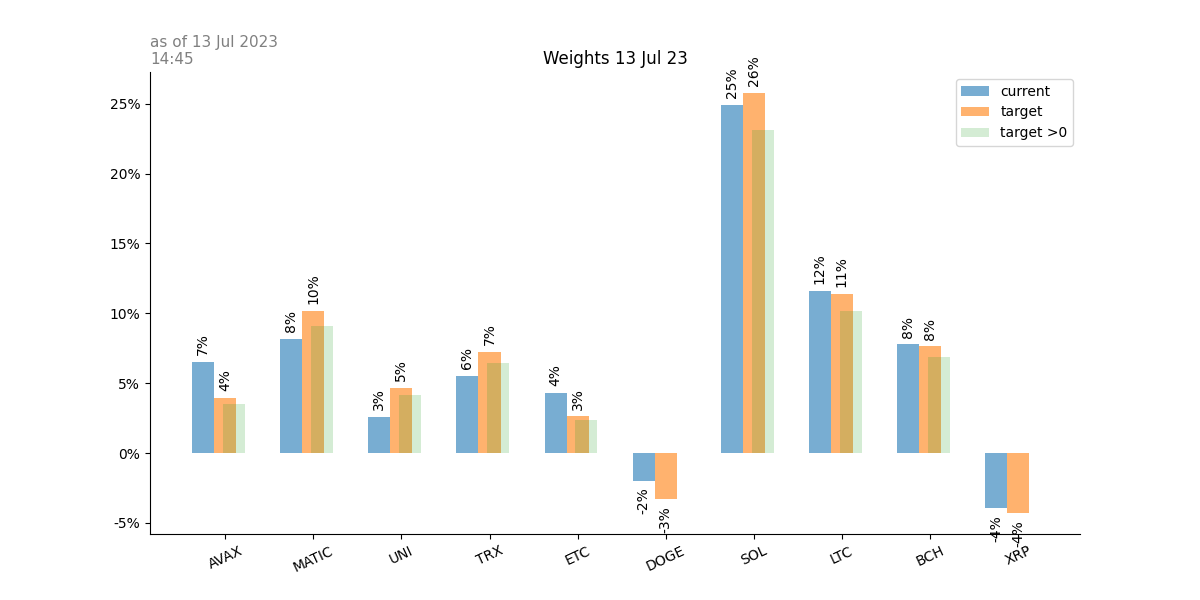 as of 13 Jul 2023
14:45
Weights 13 Jul 23
current
target
target >0
25%
20%
15%
10%
5%
0%
-5%
7%
4%
8%
10%
3%
5%
6%
7%
4%
3%
-2%
-3%
25%
26%
12%
11%
8%
8%
-4%
-4%
AVAX
MATIC
UNI
TRX
ETC
DOGE
SOL
LTC
BCH
XRP